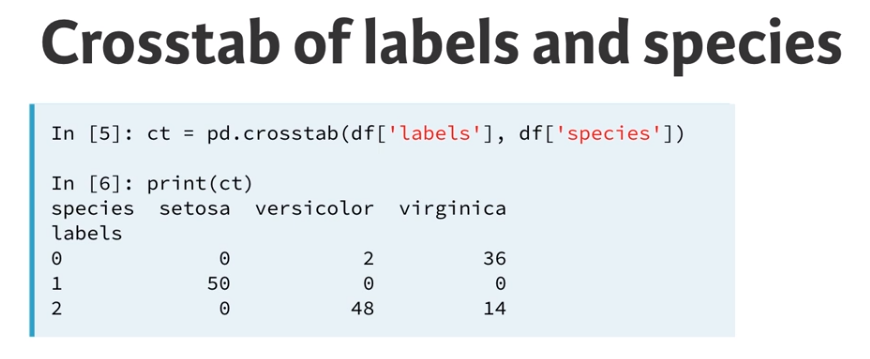 Crosstab of labels and species
In [5]: ct = pd.crosstab(df['labels'], df['species'])
In [6]: print(ct)
species  setosa  versicolor  virginica
labels
0             0           2         36
1            50           0          0
2             0          48         14